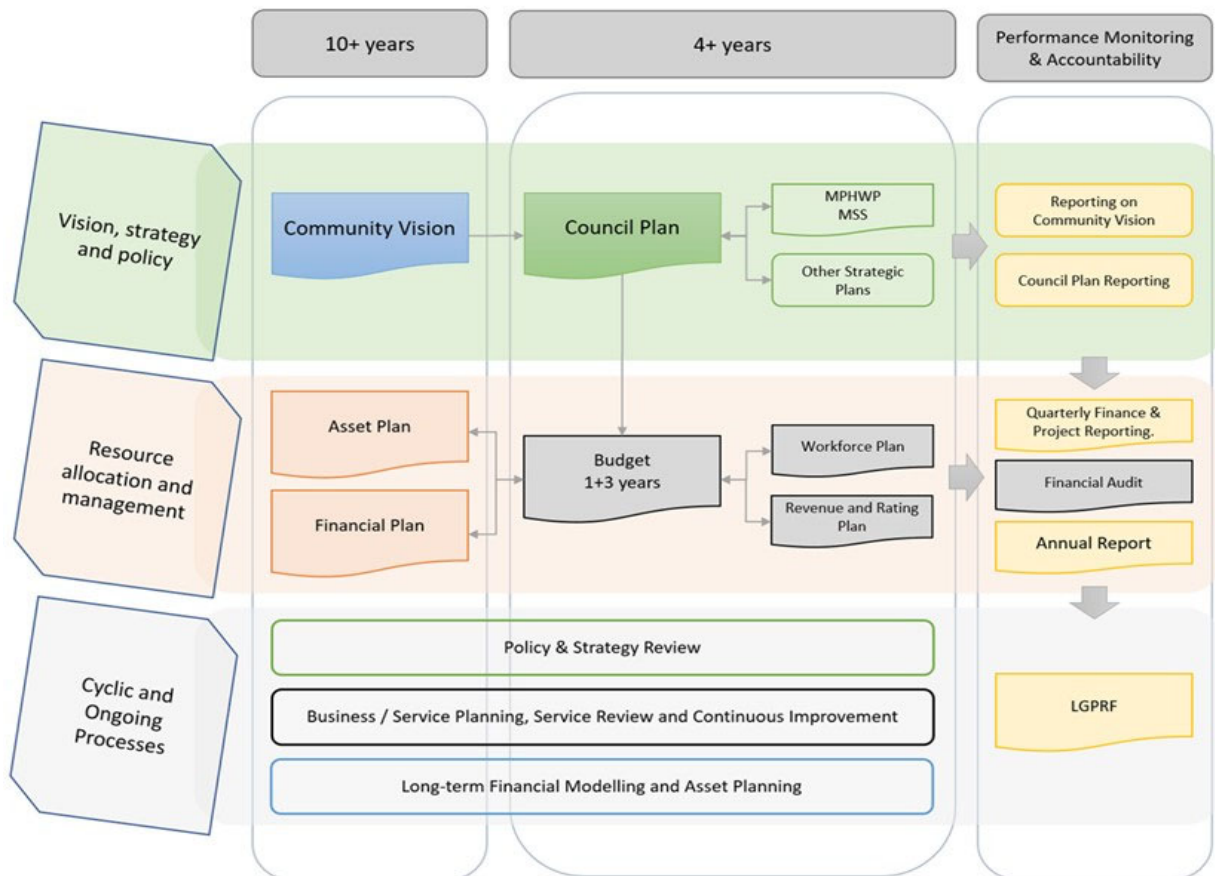 10+ years
4+ years
Performance Monitoring
& Accountability
Vision, strategy
and policy
Community Vision
Council Plan
MPHWP
MSS
Other Strategic
Plans
Reporting on
Community Vision
Council Plan Reporting
Resource
allocation and
management
Asset Plan
Financial Plan
Budget
1+3 years
Workforce Plan
Revenue and Rating
Plan
Quarterly Finance &
Project Reporting.
Financial Audit
Annual Report
Cyclic and
Ongoing
Processes
Policy & Strategy Review
Business / Service Planning, Service Review and Continuous Improvement
Long-term Financial Modelling and Asset Planning
LGPRF